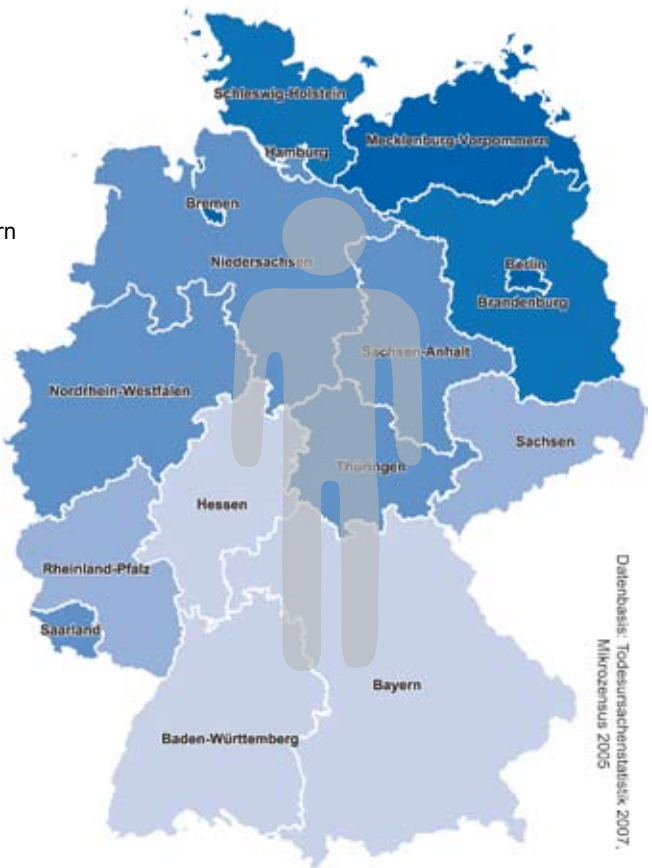 Schleswig-Holstein
Mecklenburg-Vorpommern
Hamburg
Bremen
rn
Niedersachsen
Berlin
Brandenburg
Sachsen-Anhalt
Nordrhein-Westfalen
Sachsen
Thüringen
Hessen
Rheinland-Pfalz
Saarland
Bayern
Baden-Württemberg
Datenbasis: Todesursachenstatistik 2007,
Mikrozensus 2005